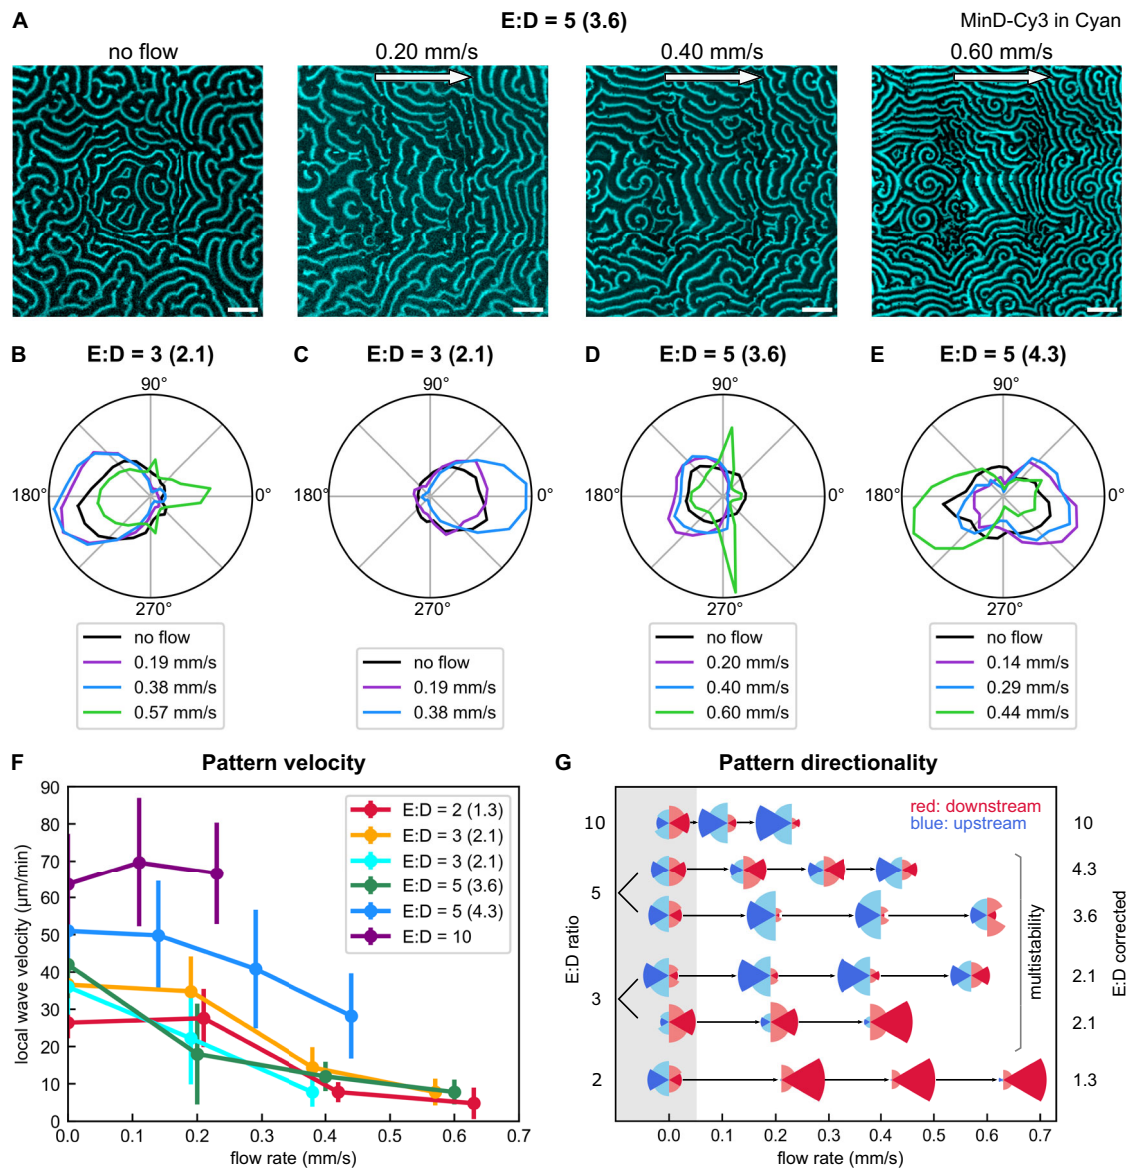 A
E:D = 5 (3.6)
MinD-Cy3 in Cyan
no flow
0.20 mm/s
0.40 mm/s
0.60 mm/s
B
E:D = 3 (2.1)
90°
180°
0°
270°
no flow
0.19 mm/s
0.38 mm/s
0.57 mm/s
C
E:D = 3 (2.1)
90°
180°
0°
270°
no flow
0.19 mm/s
0.38 mm/s
D
E:D = 5 (3.6)
90°
180°
0°
270°
no flow
0.20 mm/s
0.40 mm/s
0.60 mm/s
E
E:D = 5 (4.3)
90°
180°
0°
270°
no flow
0.14 mm/s
0.29 mm/s
0.44 mm/s
F
Pattern velocity
local wave velocity (μm/min)
90
80
70
60
50
40
30
20
10
0
0.0
0.1
0.2
0.3
0.4
0.5
0.6
0.7
flow rate (mm/s)
E:D = 2 (1.3)
E:D = 3 (2.1)
E:D = 3 (2.1)
E:D = 5 (3.6)
E:D = 5 (4.3)
E:D = 10
G
Pattern directionality
red: downstream
blue: upstream
E:D ratio
10
5
3
2
10
4.3
3.6
2.1
2.1
1.3
multistability
E:D corrected
0.0
0.1
0.2
0.3
0.4
0.5
0.6
0.7
flow rate (mm/s)